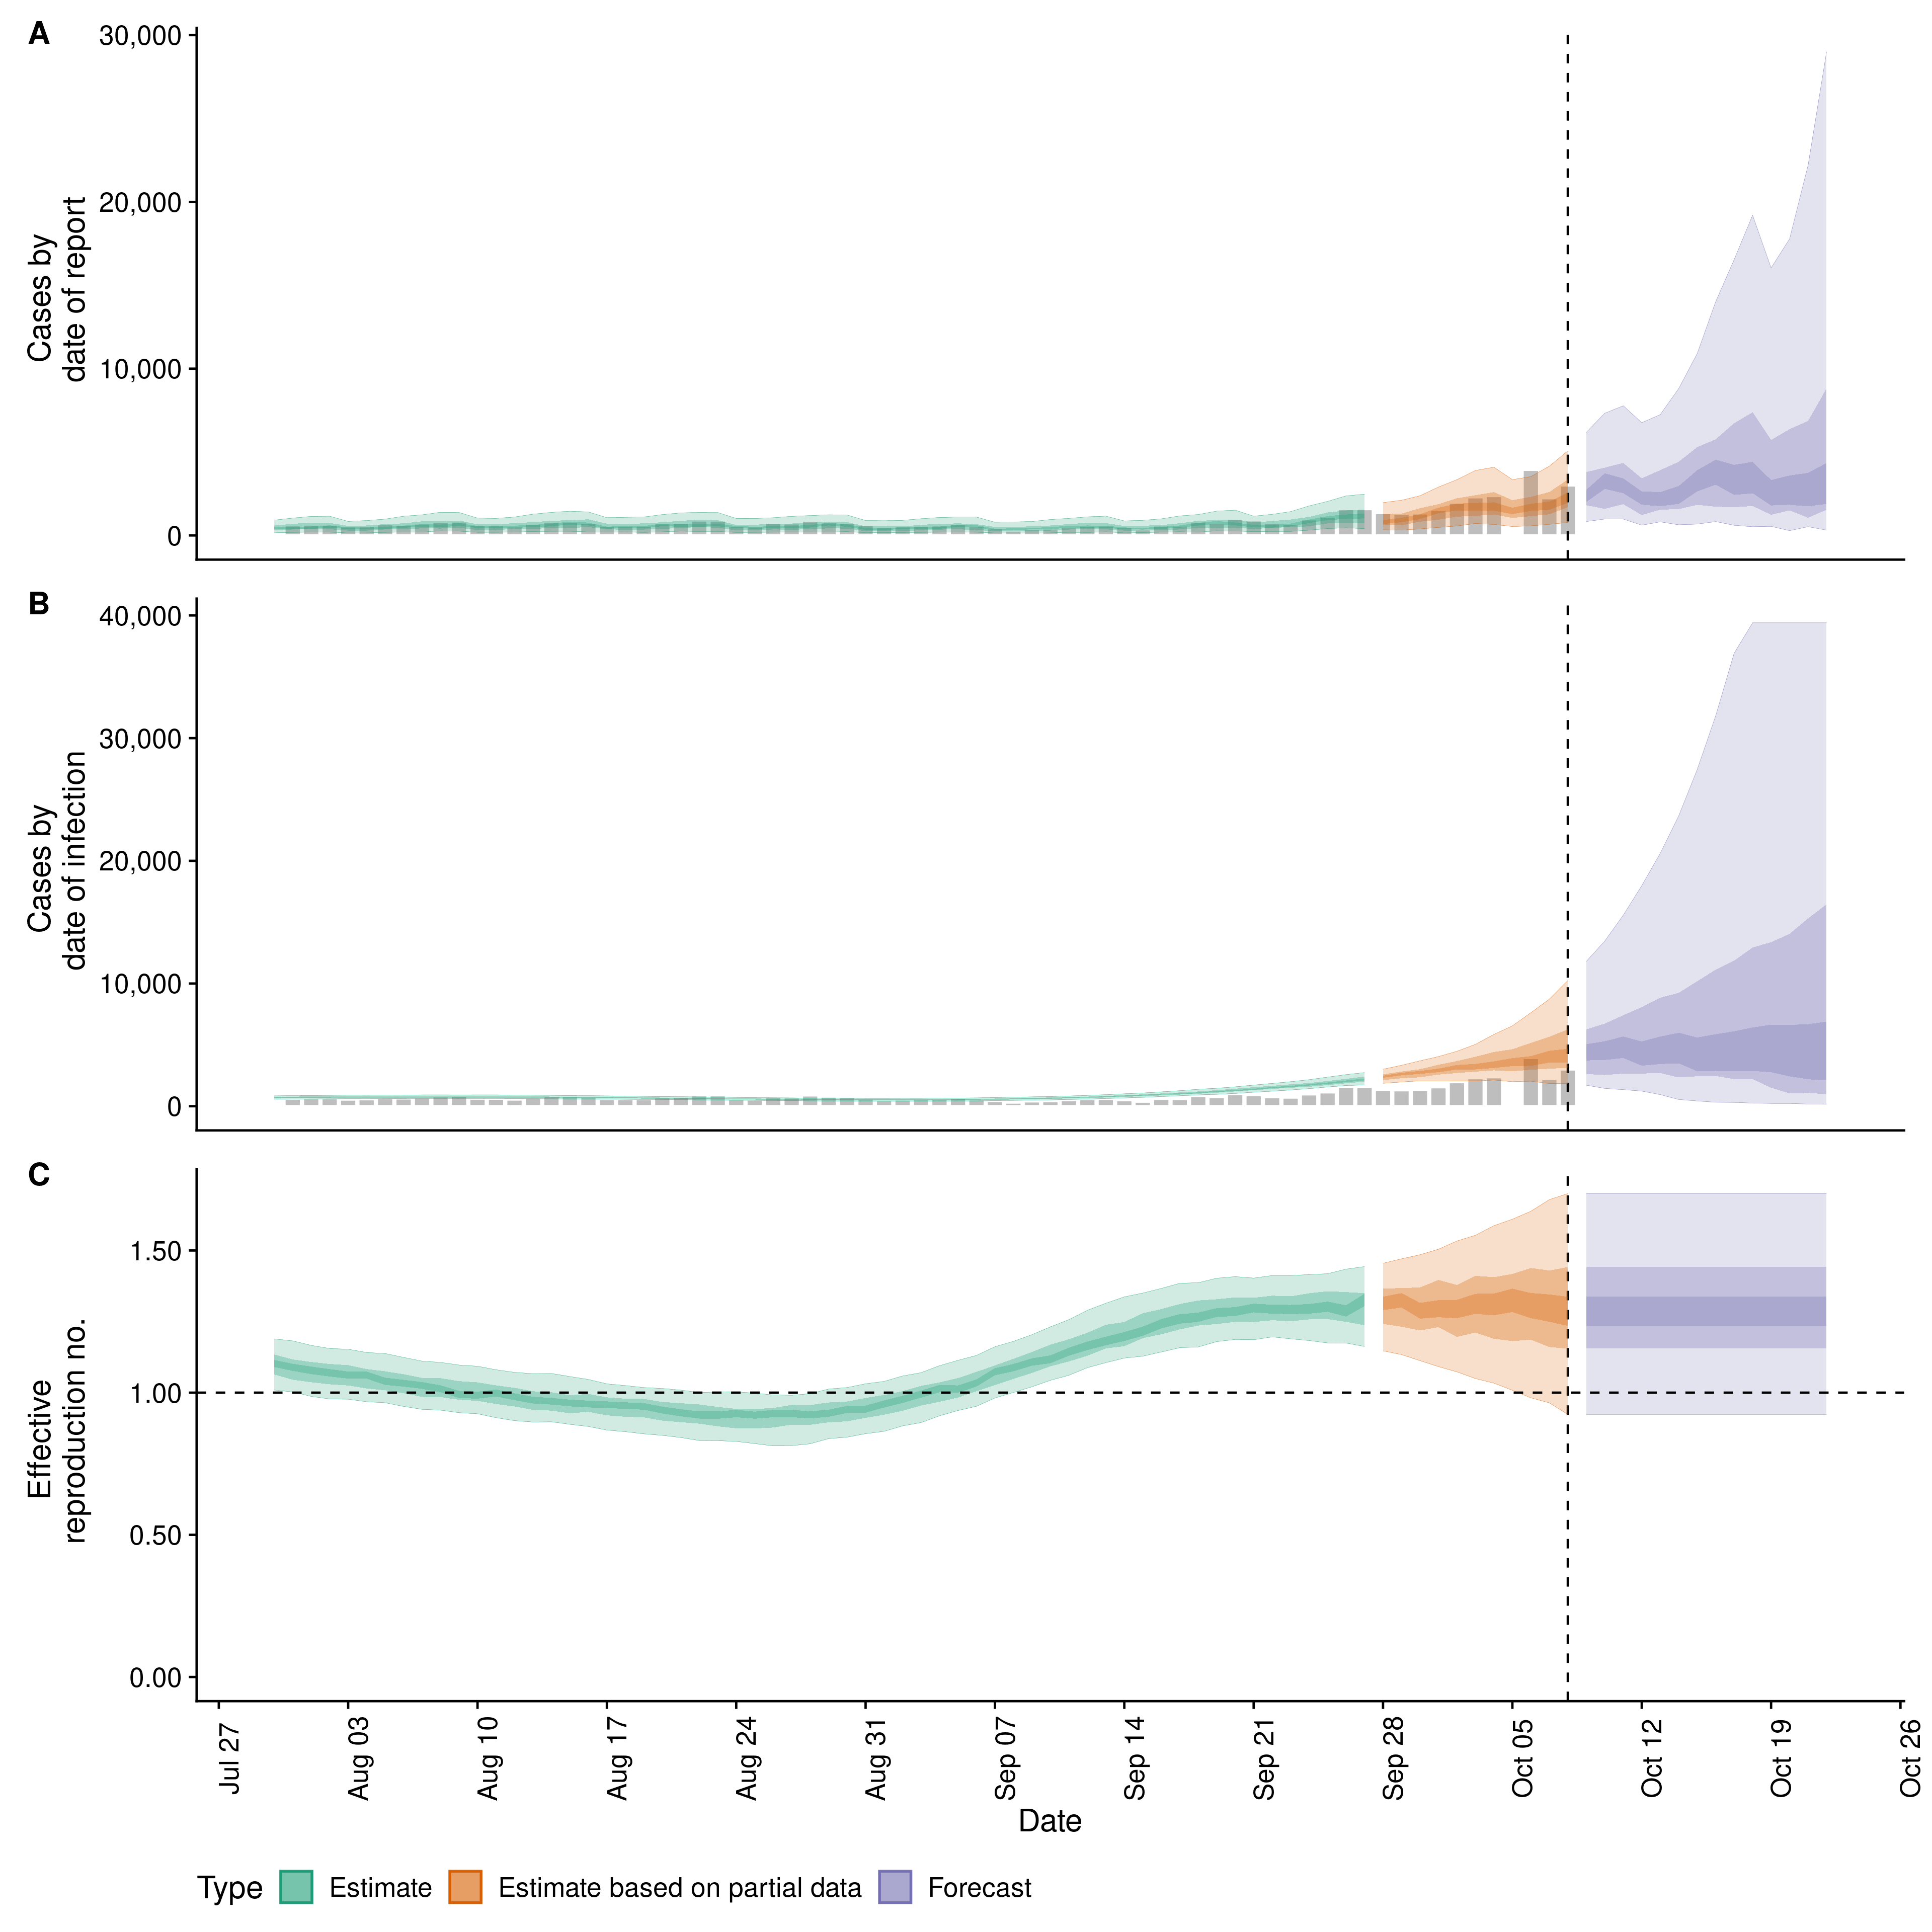 A
Cases by
date of report
30,000
20,000
10,000
0
B
Cases by
date of infection
40,000
30,000
20,000
10,000
0
C
Effective
reproduction no.
1.50
1.00
0.50
0.00
Jul 27
Aug 03
Aug 10
Aug 17
Aug 24
Aug 31
Sep 07
Sep 14
Sep 21
Sep 28
Oct 05
Oct 12
Oct 19
Oct 26
Date
Type Estimate Estimate based on partial data Forecast